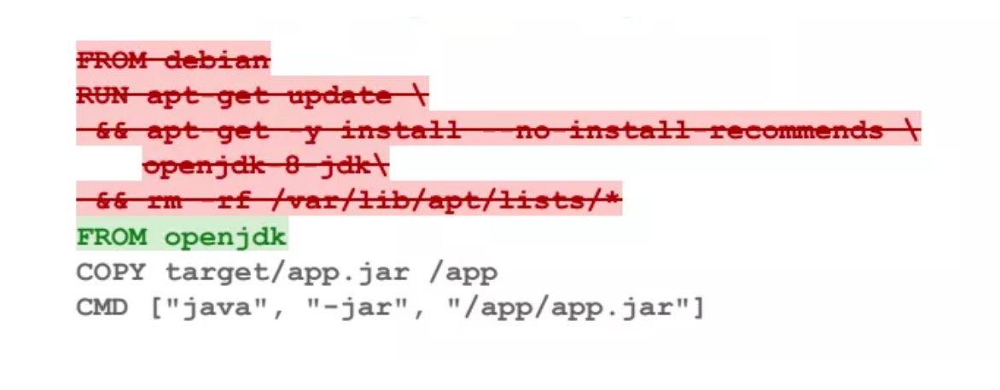 FROM debian
RUN apt-get update \
 && apt-get -y install --no-install-recommends \
    openjdk-8-jdk\
 && rm -rf /var/lib/apt/lists/*
FROM openjdk
COPY target/app.jar /app
CMD ["java", "-jar", "/app/app.jar"]